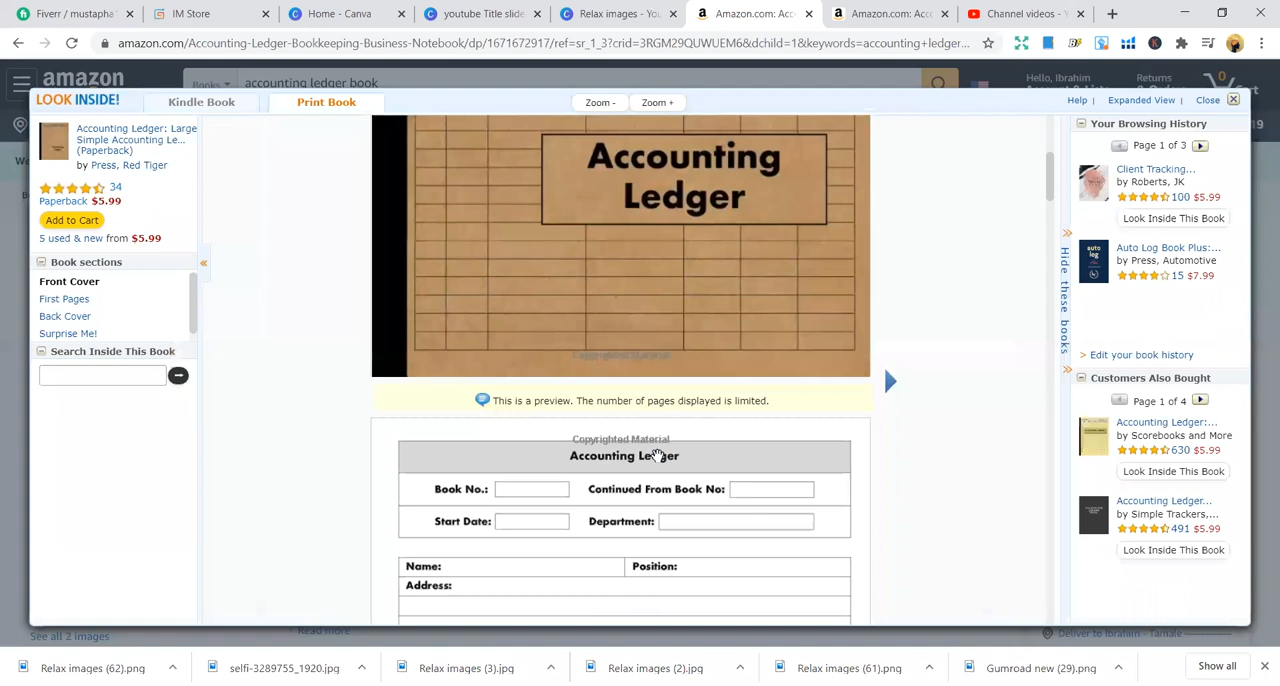 Fiverr / mustapha
IM Store
Home - Canva
youtube Title slide
Relax images - You
Amazon.com: Ac
Amazon.com: Ac
Channel videos - Y
amazon.com/Accounting-Ledger-Bookkeeping-Business-Notebook/dp/1671672917/ref=sr_1_3?crid=3RGM29QUWUEM6&dchild=1&keywords=accounting+ledger...
amazon
Books
accounting ledger book
Hello, Ibrahim
Account & Lists
Returns
0
LOOK INSIDE!
Kindle Book
Print Book
Zoom -
Zoom +
Help |
Expanded View |
Close
Accounting Ledger: Large
Simple Accounting Le...
(Paperback)
by Press, Red Tiger
34
Paperback $5.99
Add to Cart
5 used & new from $5.99
Book sections
Front Cover
First Pages
Back Cover
Surprise Me!
Search Inside This Book
Accounting
Ledger
Copyrighted Material
This is a preview. The number of pages displayed is limited.
Copyrighted Material
Accounting Ledger
Book No.:
Continued From Book No:
Start Date:
Department:
Name:
Position:
Address:
Hide these books
Your Browsing History
Page 1 of 3
Client Tracking...
by Roberts, JK
100 $5.99
Look Inside This Book
Auto Log Book Plus:...
by Press, Automotive
15 $7.99
> Edit your book history
Customers Also Bought
Page 1 of 4
Accounting Ledger:...
by Scorebooks and More
630 $5.99
Look Inside This Book
Accounting Ledger...
by Simple Trackers,...
491 $5.99
Look Inside This Book
See all 2 images
Read more
Deliver to Ibrahim - Tamale
Relax images (62).png
selfi-3289755_1920.jpg
Relax images (3).jpg
Relax images (2).jpg
Relax images (61).png
Gumroad new (29).png
Show all